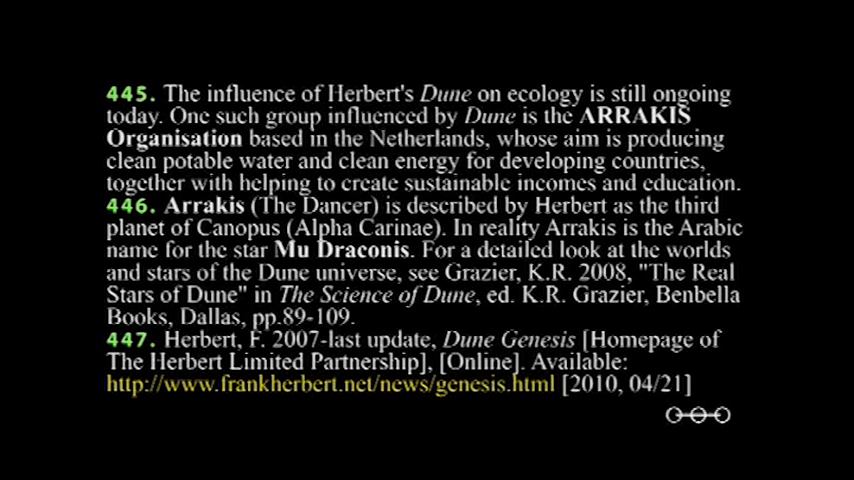 445. The influence of Herbert's Dune on ecology is still ongoing
today. One such group influenced by Dune is the ARRAKIS
Organisation based in the Netherlands, whose aim is producing
clean potable water and clean energy for developing countries,
together with helping to create sustainable incomes and education.
446. Arrakis (The Dancer) is described by Herbert as the third
planet of Canopus (Alpha Carinae). In reality Arrakis is the Arabic
name for the star Mu Draconis. For a detailed look at the worlds
and stars of the Dune universe, see Grazier, K.R. 2008, "The Real
Stars of Dune" in The Science of Dune, ed. K.R. Grazier, Benbella
Books, Dallas, pp.89-109.
447. Herbert, F. 2007-last update, Dune Genesis [Homepage of
The Herbert Limited Partnership], [Online]. Available:
http://www.frankherbert.net/news/genesis.html [2010, 04/21]